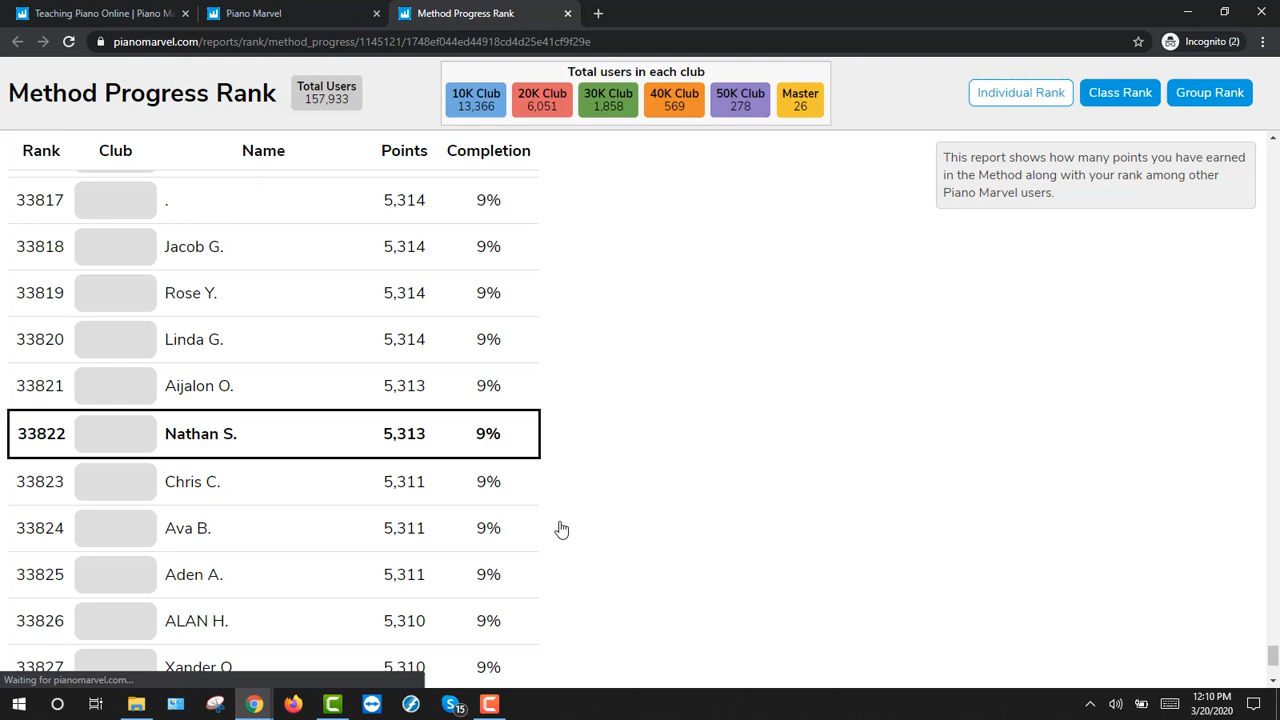 Teaching Piano Online | Piano Ma
Piano Marvel
Method Progress Rank
pianomarvel.com/reports/rank/method_progress/1145121/1748ef044ed44918cd4d25e41cf9f29e
Incognito (2)
Method Progress Rank
Total Users
157,933
Total users in each club
10K Club 20K Club 30K Club 40K Club 50K Club Master
13,366 6,051 1,858 569 278 26
Individual Rank Class Rank Group Rank
Rank Club Name Points Completion
This report shows how many points you have earned
in the Method along with your rank among other
Piano Marvel users.
33817 . 5,314 9%
33818 Jacob G. 5,314 9%
33819 Rose Y. 5,314 9%
33820 Linda G. 5,314 9%
33821 Aijalon O. 5,313 9%
33822 Nathan S. 5,313 9%
33823 Chris C. 5,311 9%
33824 Ava B. 5,311 9%
33825 Aden A. 5,311 9%
33826 ALAN H. 5,310 9%
33827 Xander O. 5,310 9%
Waiting for pianomarvel.com...
15
12:10 PM
3/20/2020